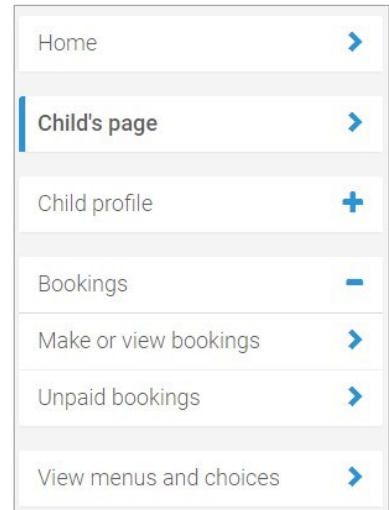 Home
Child's page
Child profile
Bookings
Make or view bookings
Unpaid bookings
View menus and choices